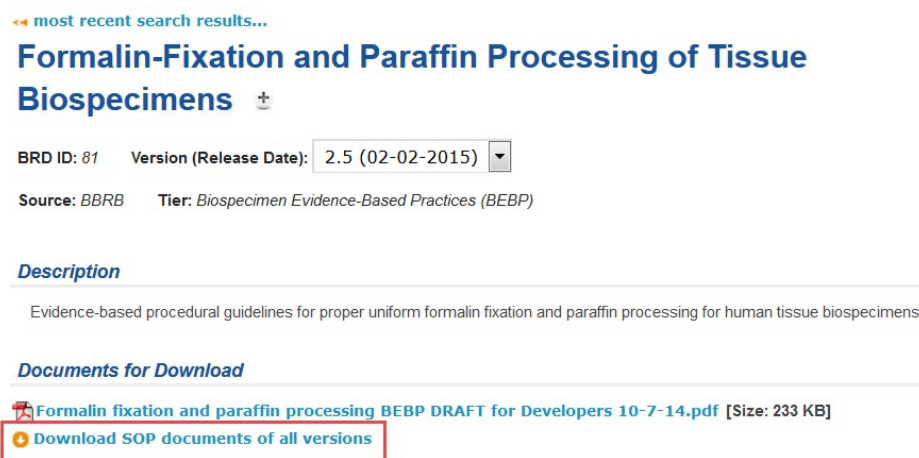 most recent search results...
Formalin-Fixation and Paraffin Processing of Tissue
Biospecimens
BRD ID: 81 Version (Release Date): 2.5 (02-02-2015)
Source: BBRB Tier: Biospecimen Evidence-Based Practices (BEBP)
Description
Evidence-based procedural guidelines for proper uniform formalin fixation and paraffin processing for human tissue biospecimens
Documents for Download
Formalin fixation and paraffin processing BEBP DRAFT for Developers 10-7-14.pdf [Size: 233 KB]
Download SOP documents of all versions